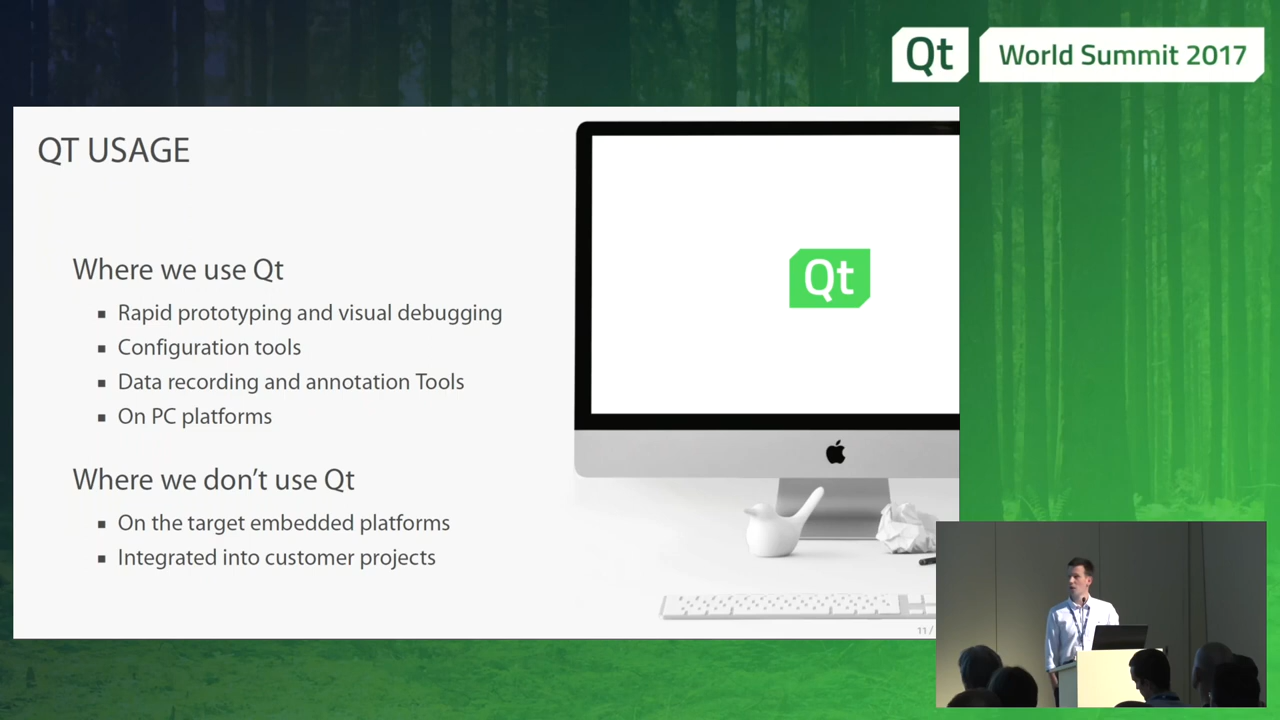 Qt
World Summit 2017
QT USAGE
Where we use Qt
▪ Rapid prototyping and visual debugging
▪ Configuration tools
▪ Data recording and annotation Tools
▪ On PC platforms
Where we don’t use Qt
▪ On the target embedded platforms
▪ Integrated into customer projects
Qt
11 /